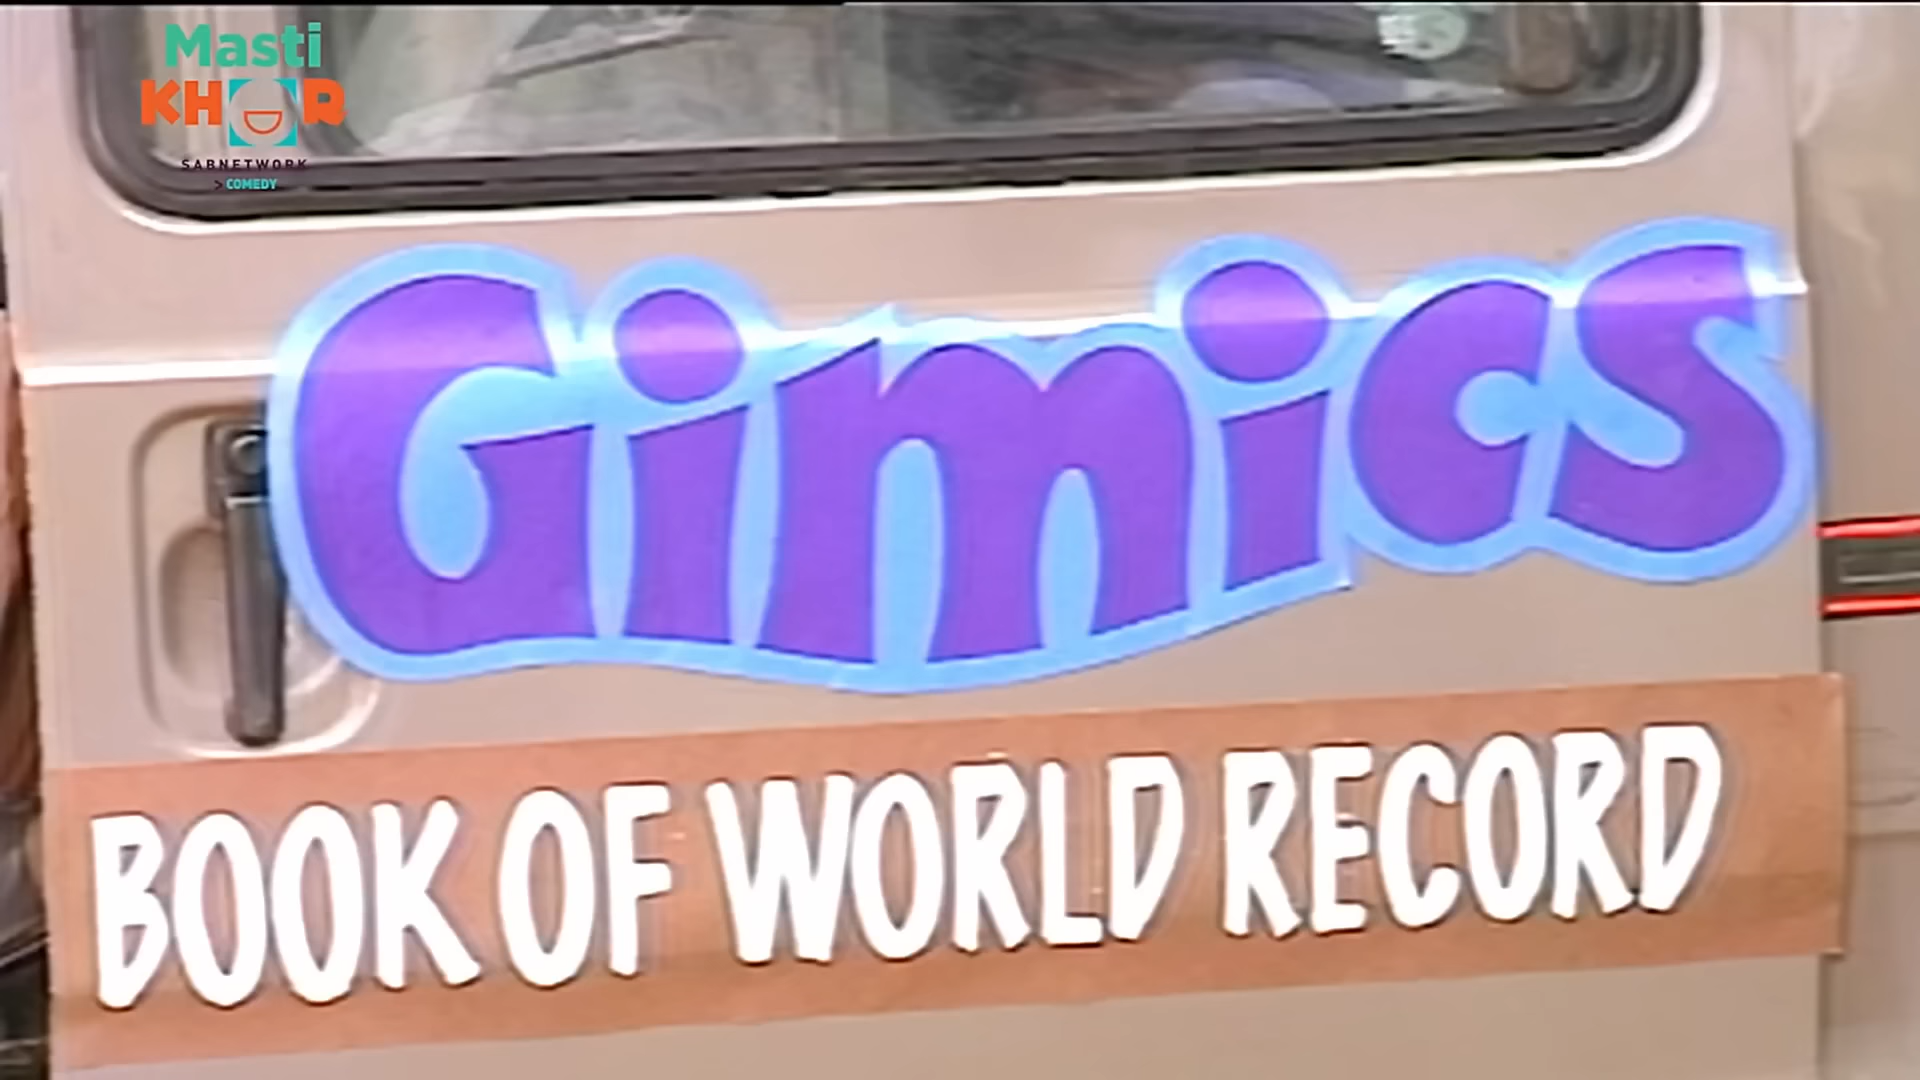 Masti
KHOR
SABNETWORK
> COMEDY
Gimics
BOOK OF WORLD RECORD